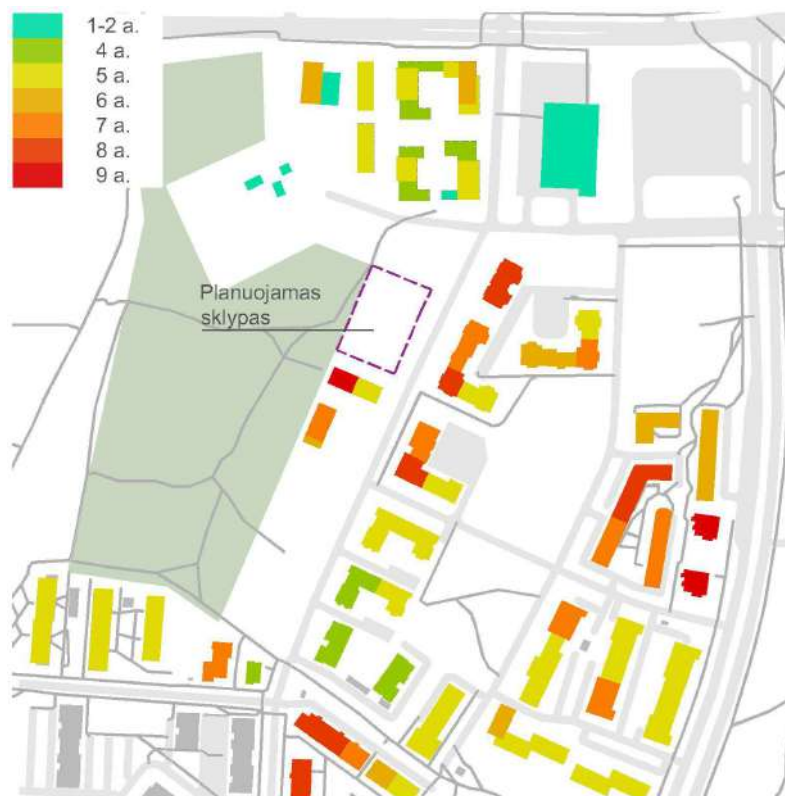 1-2 a.
4 a.
5 a.
6 a.
7 a.
8 a.
9 a.
Planuojamas
sklypas